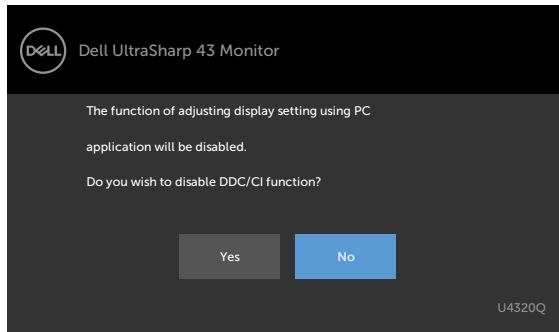 DELL Dell UltraSharp 43 Monitor
The function of adjusting display setting using PC
application will be disabled.
Do you wish to disable DDC/CI function?
Yes No
U4320Q